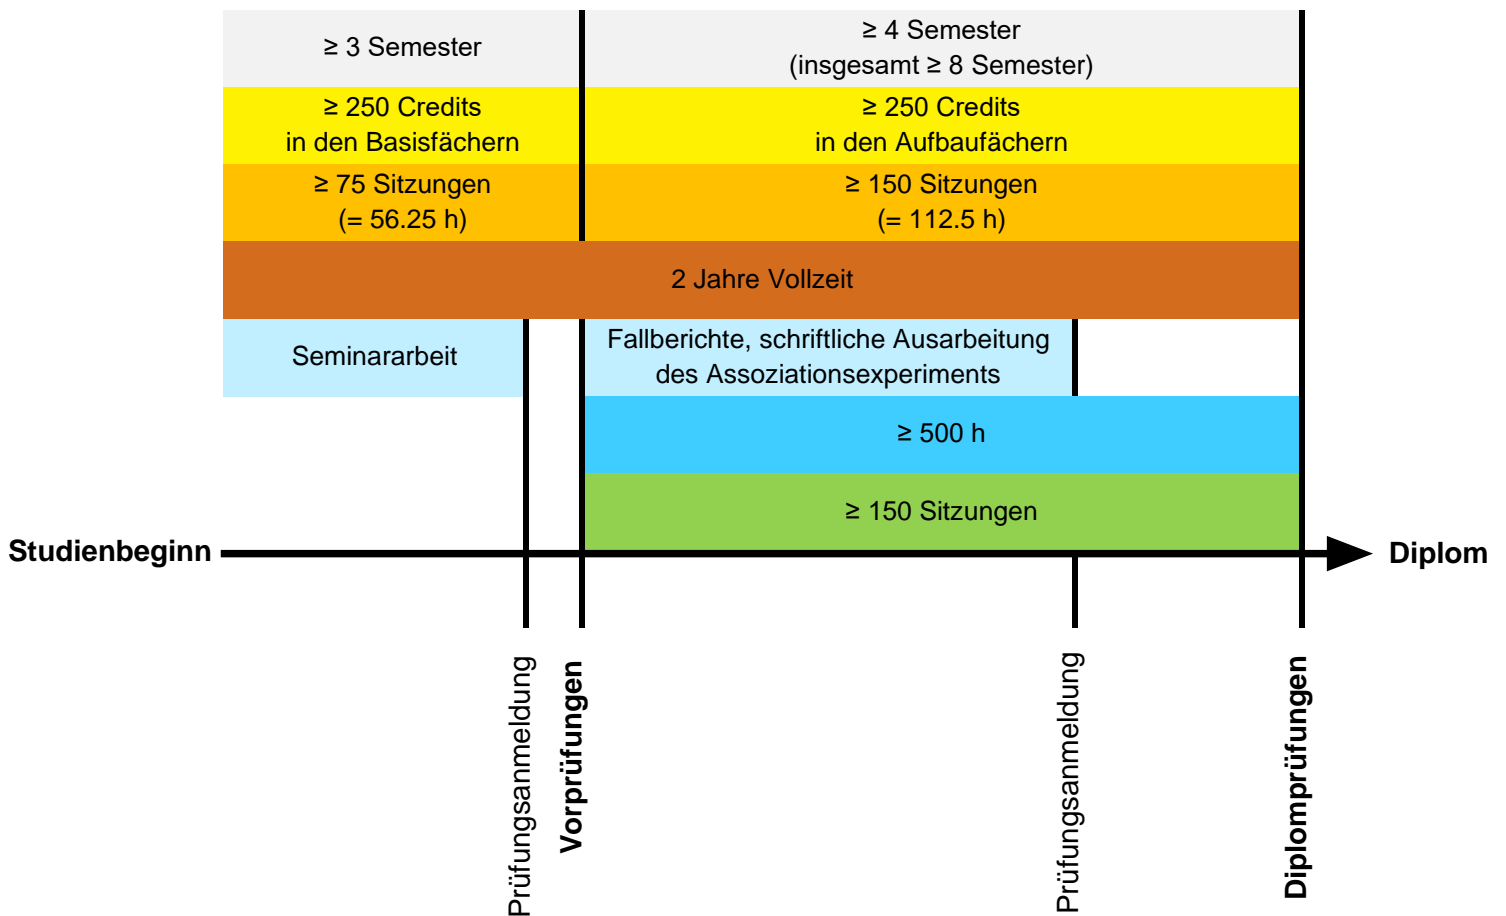 ≥ 3 Semester
≥ 4 Semester
(insgesamt ≥ 8 Semester)
≥ 250 Credits
in den Basisfächern
≥ 250 Credits
in den Aufbaufächern
≥ 75 Sitzungen
(= 56.25 h)
≥ 150 Sitzungen
(= 112.5 h)
2 Jahre Vollzeit
Seminararbeit
Fallberichte, schriftliche Ausarbeitung
des Assoziationsexperiments
≥ 500 h
≥ 150 Sitzungen
Studienbeginn
Diplom
Prüfungsanmeldung
Vorprüfungen
Prüfungsanmeldung
Diplomprüfungen